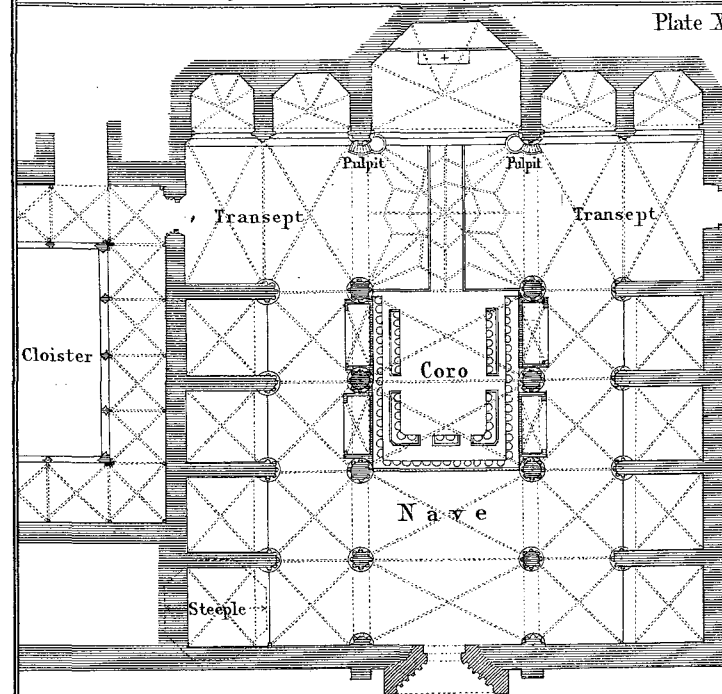 Plate X
Pulpit Pulpit
Transept Transept
Cloister
Coro
Nave
Steeple